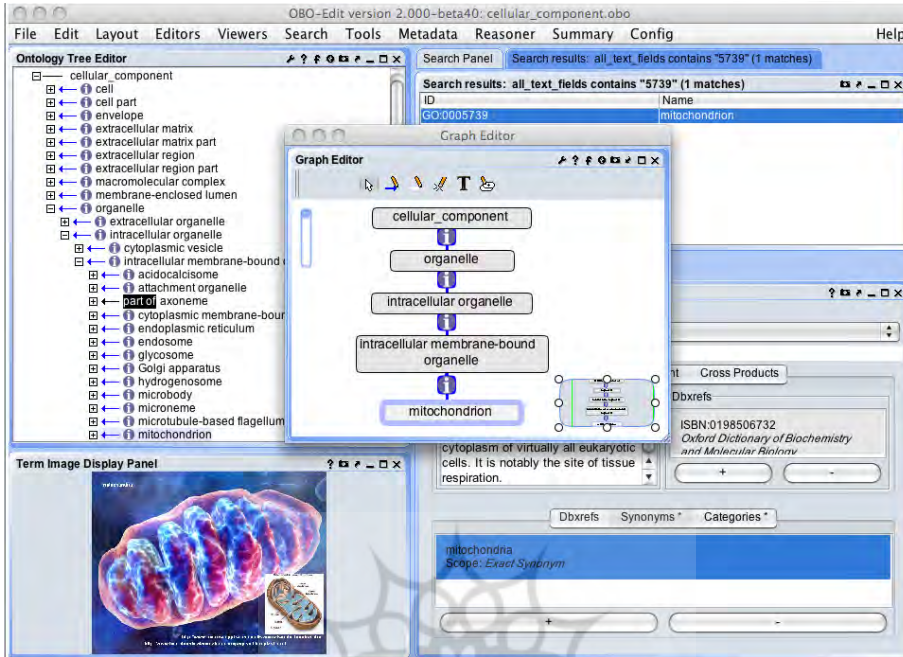 OBO-Edit version 2.000-beta40: cellular_component.obo
File Edit Layout Editors Viewers Search Tools Metadata Reasoner Summary Config Help
Ontology Tree Editor
cellular_component
cell
cell part
envelope
extracellular matrix
extracellular matrix part
extracellular region
extracellular region part
macromolecular complex
membrane-enclosed lumen
organelle
extracellular organelle
intracellular organelle
cytoplasmic vesicle
intracellular membrane-bound
acidocalcisome
attachment organelle
part of axoneme
cytoplasmic membrane-bour
endoplasmic reticulum
endosome
glycosome
Golgi apparatus
hydrogenosome
microbody
microneme
microtubule-based flagellum
mitochondrion
Search Panel Search results: all_text_fields contains "5739" (1 matches)
Search results: all_text_fields contains "5739" (1 matches)
ID Name
GO:0005739 mitochondrion
Graph Editor
Graph Editor
T
cellular_component
i
organelle
i
intracellular organelle
i
intracellular membrane-bound
organelle
i
mitochondrion
nt Cross Products
Dbxrefs
ISBN:0198506732
Oxford Dictionary of Biochemistry
and Molecular Biology
cytoplasm of virtually all eukaryotic
cells. It is notably the site of tissue
respiration.
+ -
Term Image Display Panel
Dbxrefs Synonyms * Categories *
mitochondria
Scope: Exact Synonym
+ -